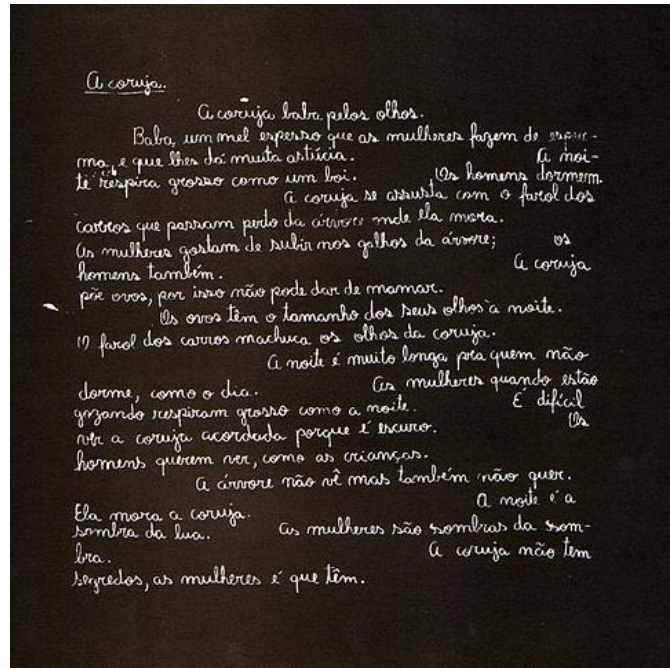 A coruja.
A coruja baba pelos olhos.
Baba, um mel espesso que as mulheres fazem de espu-
ma, e que lhes dá muita astúcia. A noi-
te respira grosso como um boi. Os homens dormem.
A coruja se assusta com o farol dos
carros que passam perto da árvore onde ela mora.
As mulheres gostam de subir nos galhos da árvore; os
homens também. A coruja
põe ovos, por isso não pode dar de mamar.
Os ovos têm o tamanho dos seus olhos à noite.
O farol dos carros machuca os olhos da coruja.
A noite é muito longa pra quem não
dorme, como o dia. As mulheres quando estão
gozando respiram grosso como a noite. É difícil
ver a coruja acordada porque é escuro. Os
homens querem ver, como as crianças.
A árvore não vê mas também não quer.
Ela mora a coruja. A noite é a
sombra da lua. As mulheres são sombras da som-
bra. A coruja não tem
segredos, as mulheres é que têm.